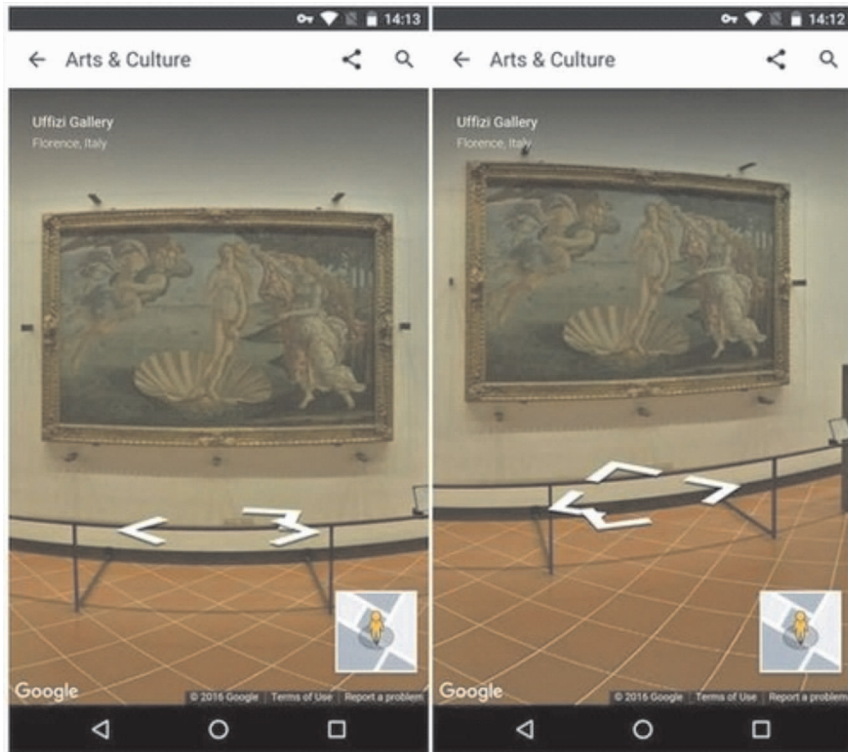 14:13
Arts & Culture
Uffizi Gallery
Florence, Italy
Google
© 2016 Google
Terms of Use
Report a problem
14:12
Arts & Culture
Uffizi Gallery
Florence, Italy
Google
© 2016 Google
Terms of Use
Report a problem